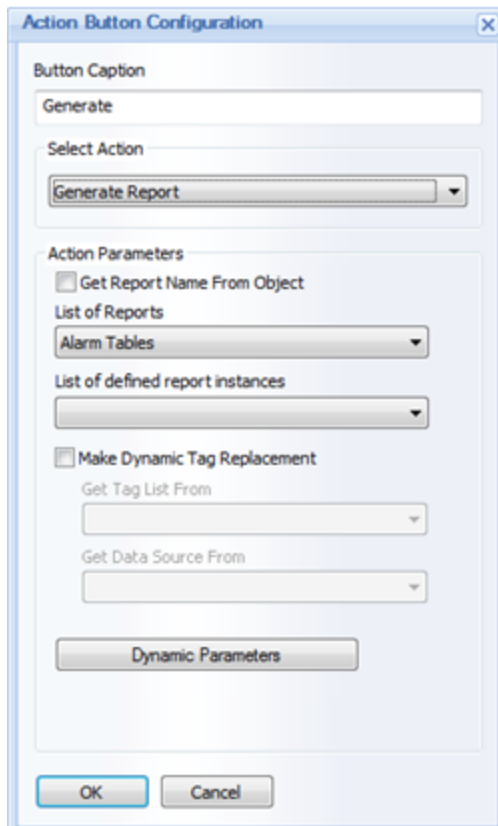 Action Button Configuration
Button Caption
Generate
Select Action
Generate Report
Action Parameters
Get Report Name From Object
List of Reports
Alarm Tables
List of defined report instances
Make Dynamic Tag Replacement
Get Tag List From
Get Data Source From
Dynamic Parameters
OK Cancel